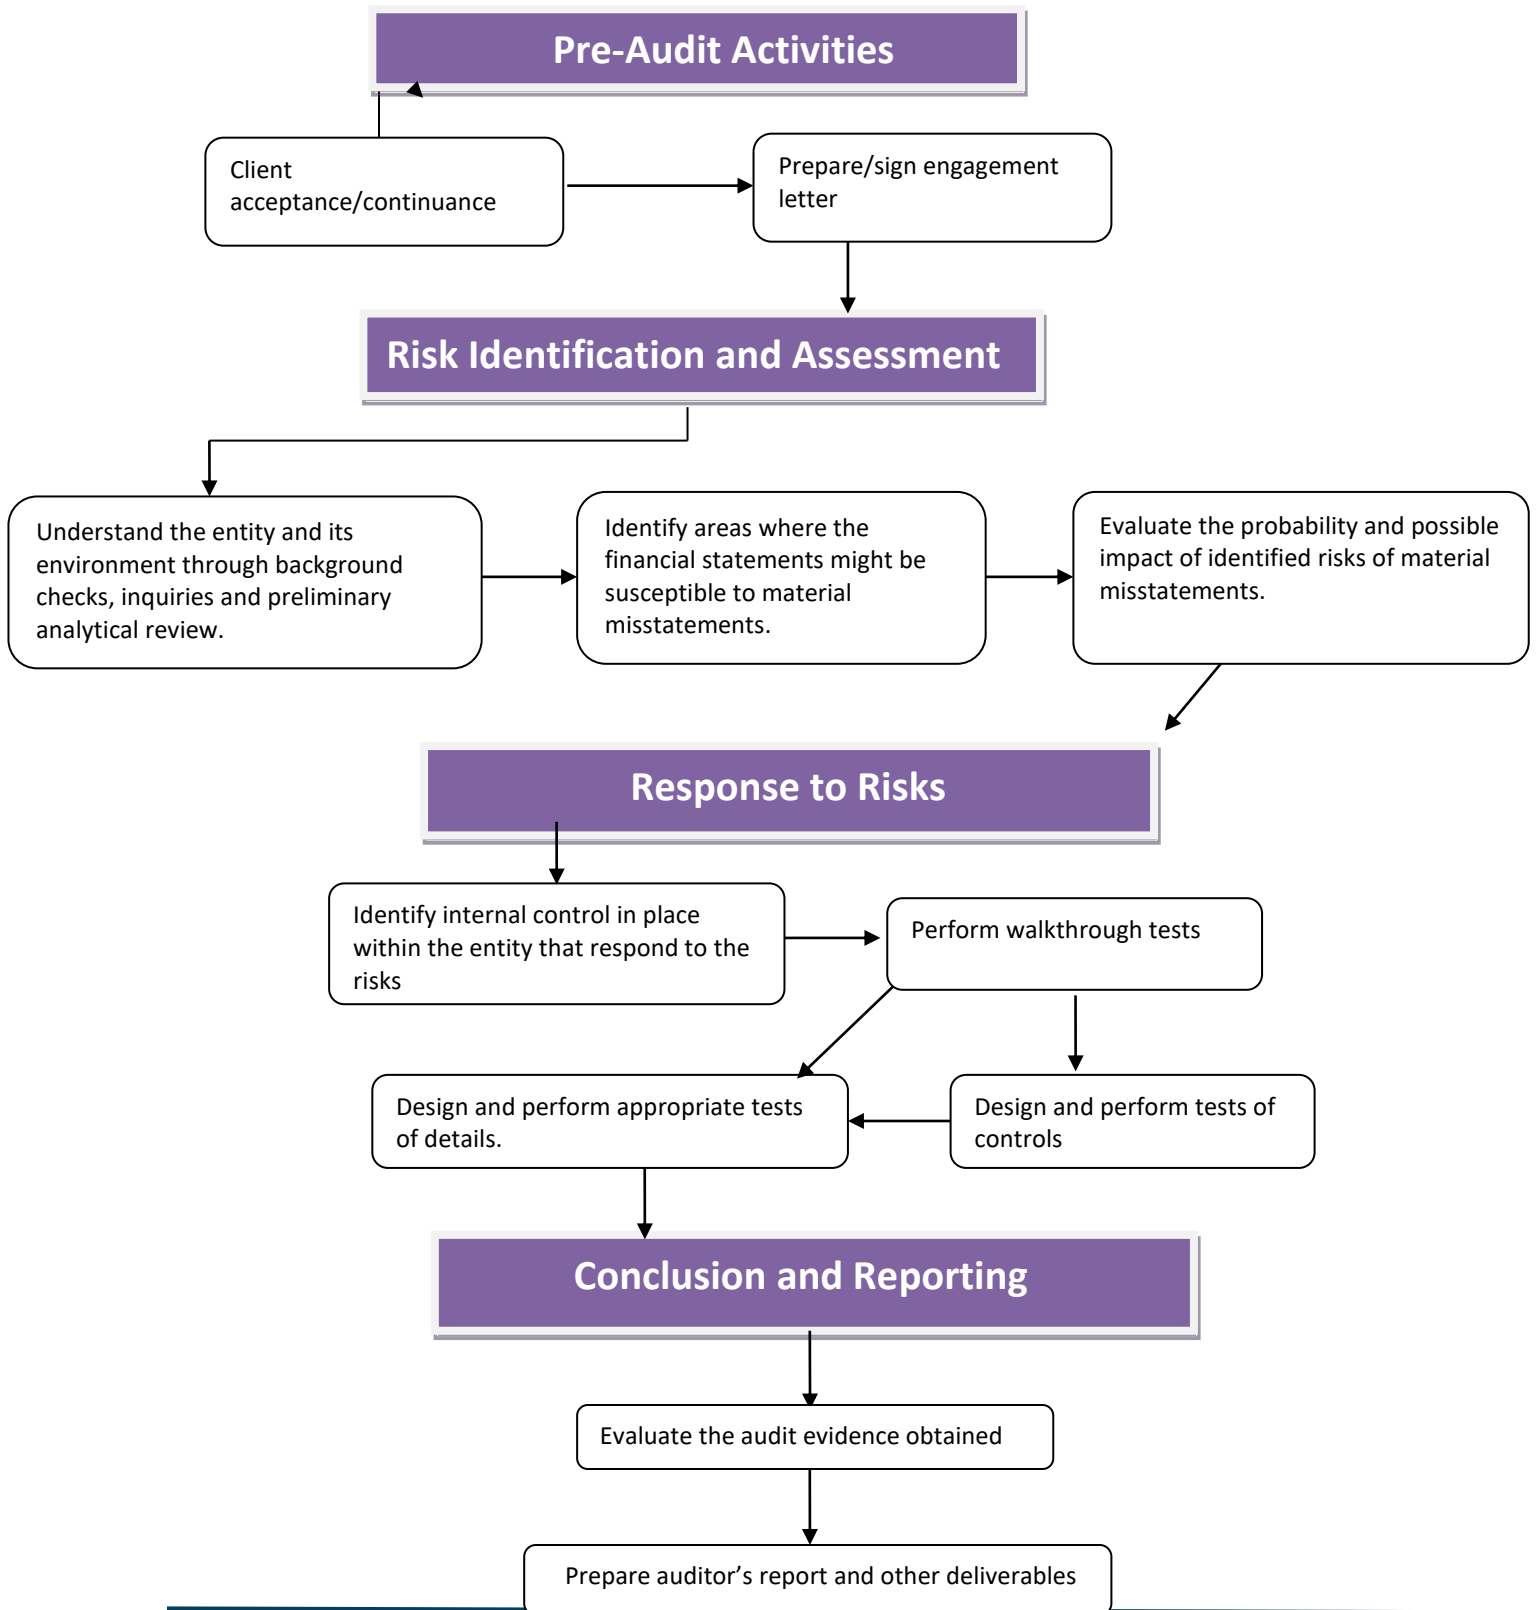 Pre-Audit Activities
Client
acceptance/continuance
Prepare/sign engagement
letter
Risk Identification and Assessment
Understand the entity and its
environment through background
checks, inquiries and preliminary
analytical review.
Identify areas where the
financial statements might be
susceptible to material
misstatements.
Evaluate the probability and possible
impact of identified risks of material
misstatements.
Response to Risks
Identify internal control in place
within the entity that respond to the
risks
Perform walkthrough tests
Design and perform appropriate tests
of details.
Design and perform tests of
controls
Conclusion and Reporting
Evaluate the audit evidence obtained
Prepare auditor’s report and other deliverables